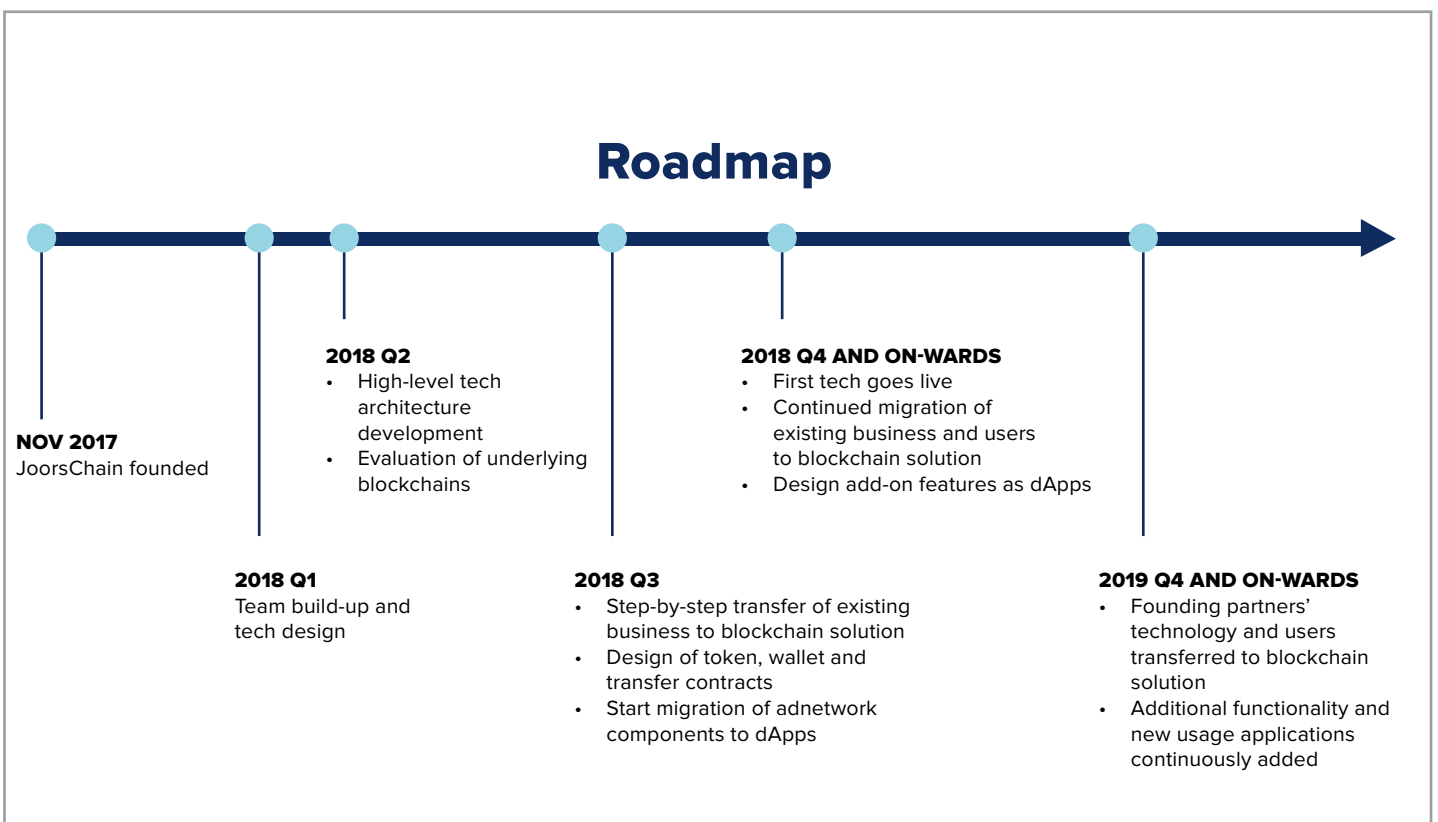 Roadmap
NOV 2017
JoorsChain founded
2018 Q1
Team build-up and
tech design
2018 Q2
• High-level tech
architecture
development
• Evaluation of underlying
blockchains
2018 Q3
• Step-by-step transfer of existing
business to blockchain solution
• Design of token, wallet and
transfer contracts
• Start migration of adnetwork
components to dApps
2018 Q4 AND ON-WARDS
• First tech goes live
• Continued migration of
existing business and users
to blockchain solution
• Design add-on features as dApps
2019 Q4 AND ON-WARDS
• Founding partners’
technology and users
transferred to blockchain
solution
• Additional functionality and
new usage applications
continuously added